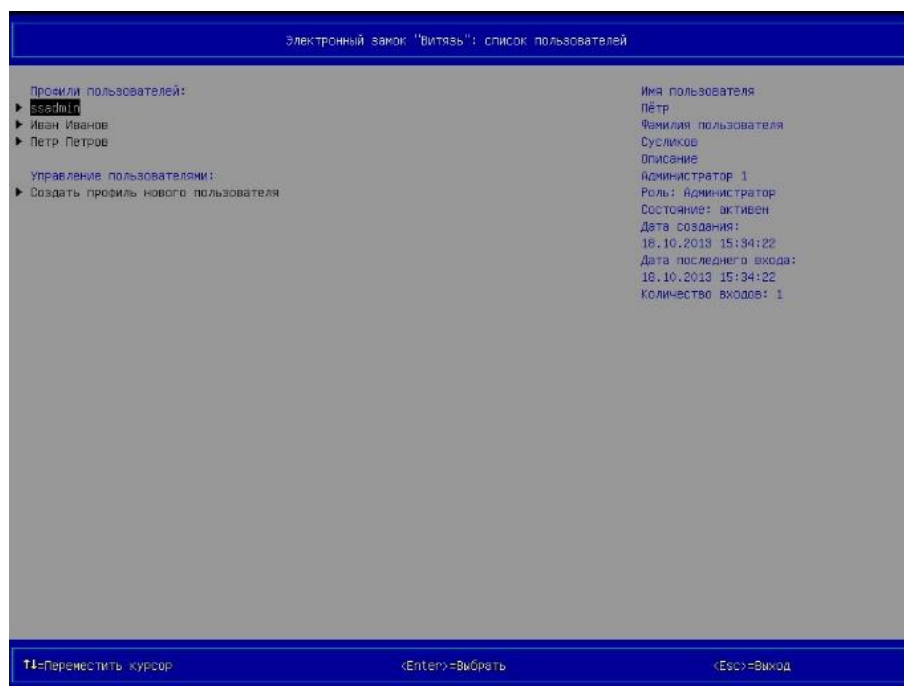 Электронный замок "Витязь": список пользователей
Профили пользователей:
ssadmin
Иван Иванов
Петр Петров
Управление пользователями:
Создать профиль нового пользователя
Имя пользователя
Пётр
Фамилия пользователя
Сусликов
Описание
Администратор 1
Роль: Администратор
Состояние: активен
Дата создания:
18.10.2013 15:34:22
Дата последнего входа:
18.10.2013 15:34:22
Количество входов: 1
↑↓=Переместить курсор
<Enter>=Выбрать
<Esc>=Выход